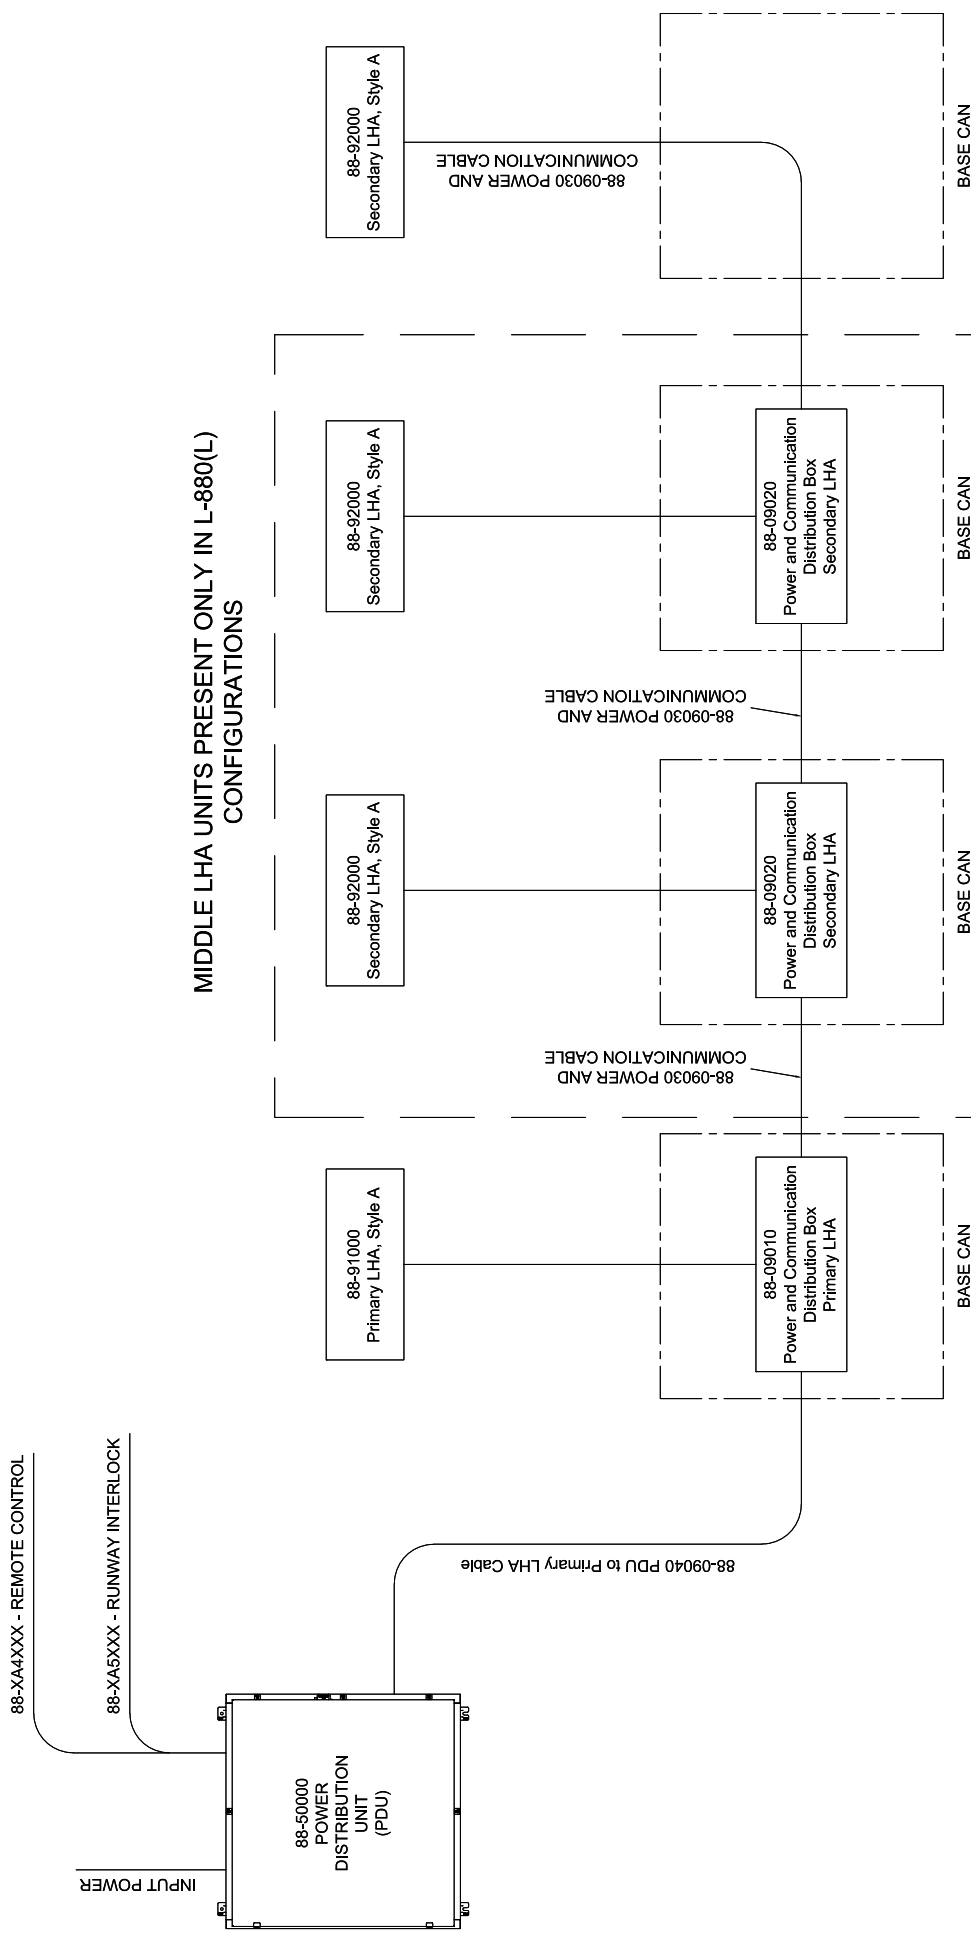 88-XA4XXX - REMOTE CONTROL
88-XA5XXX - RUNWAY INTERLOCK
INPUT POWER
88-50000
POWER
DISTRIBUTION
UNIT
(PDU)
88-09040 PDU to Primary LHA Cable
MIDDLE LHA UNITS PRESENT ONLY IN L-880(L)
CONFIGURATIONS
88-91000
Primary LHA, Style A
88-92000
Secondary LHA, Style A
88-92000
Secondary LHA, Style A
88-92000
Secondary LHA, Style A
88-09030 POWER AND
COMMUNICATION CABLE
88-09030 POWER AND
COMMUNICATION CABLE
88-09030 POWER AND
COMMUNICATION CABLE
88-09010
Power and Communication
Distribution Box
Primary LHA
88-09020
Power and Communication
Distribution Box
Secondary LHA
88-09020
Power and Communication
Distribution Box
Secondary LHA
BASE CAN
BASE CAN
BASE CAN
BASE CAN